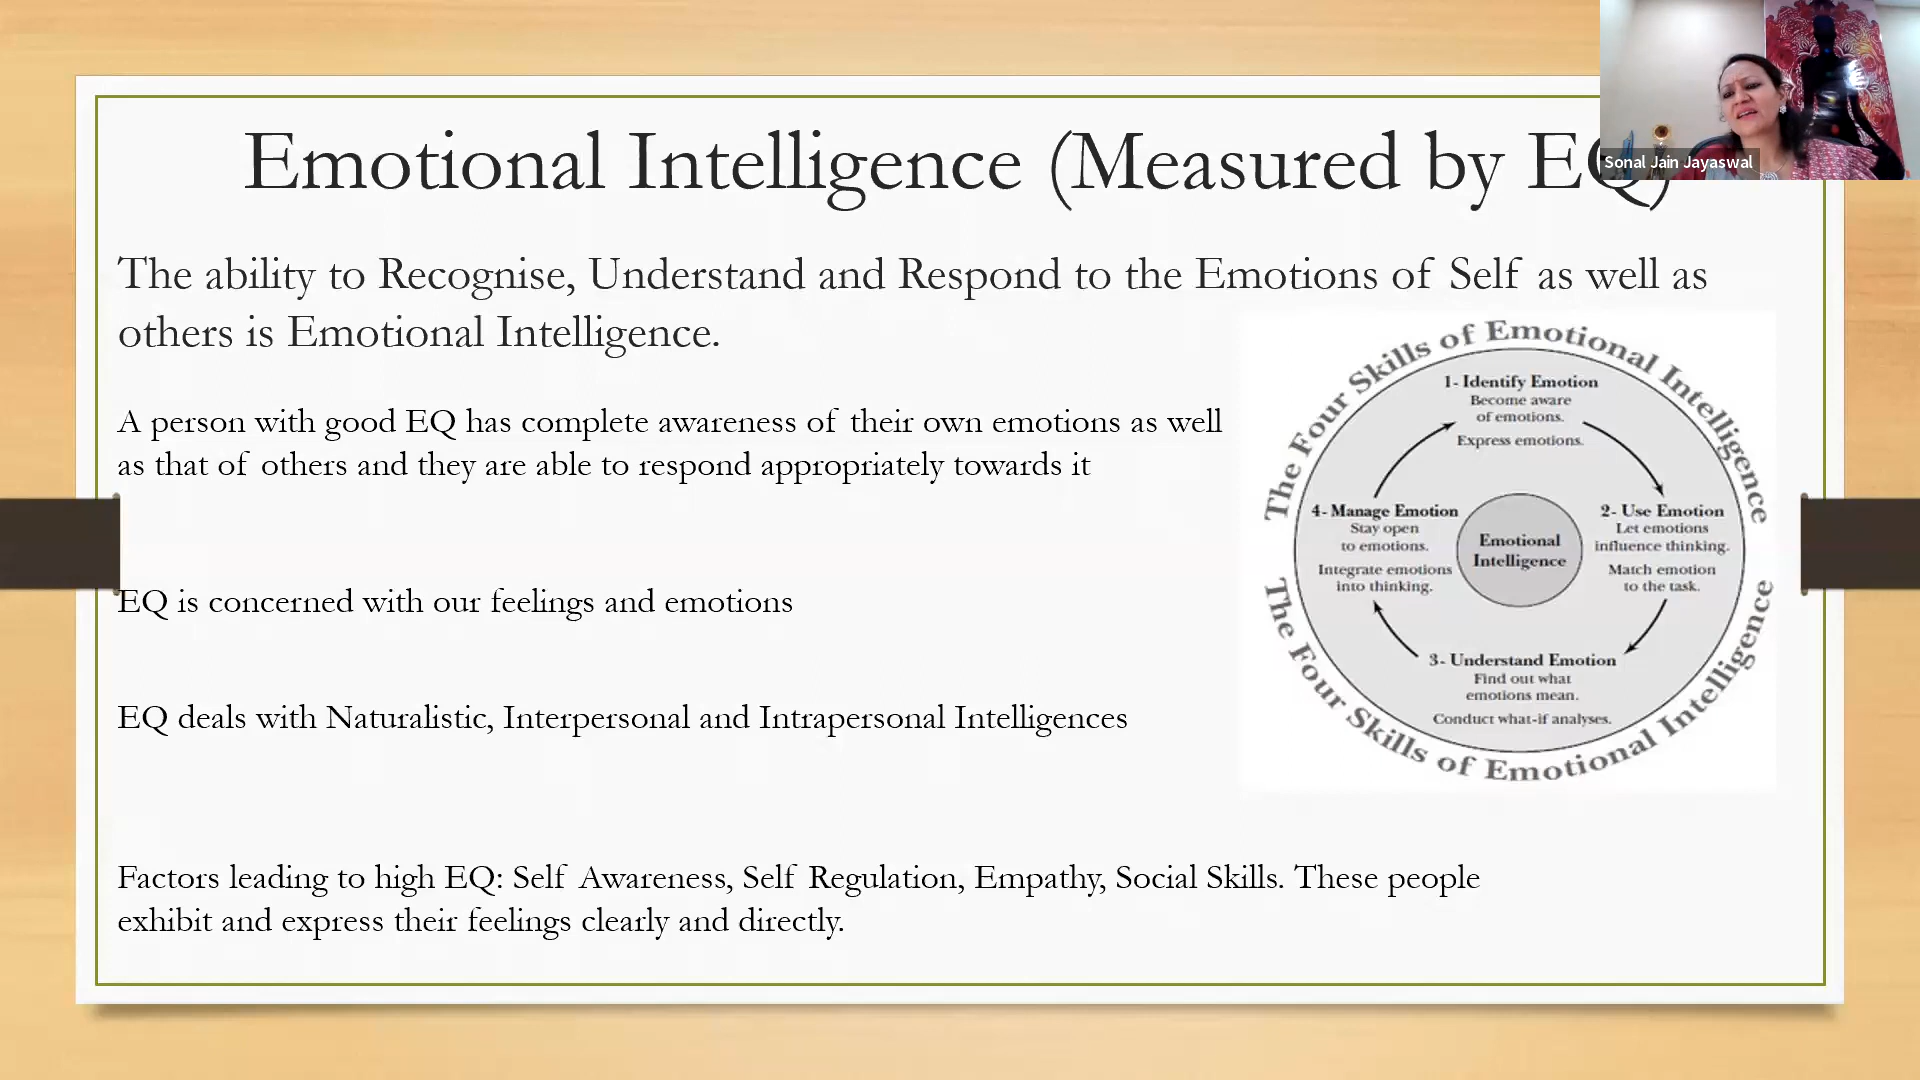 Emotional Intelligence (Measured by EQ)
Sonal Jain Jayaswal
The ability to Recognise, Understand and Respond to the Emotions of Self as well as
others is Emotional Intelligence.
A person with good EQ has complete awareness of their own emotions as well
as that of others and they are able to respond appropriately towards it
EQ is concerned with our feelings and emotions
EQ deals with Naturalistic, Interpersonal and Intrapersonal Intelligences
Factors leading to high EQ: Self Awareness, Self Regulation, Empathy, Social Skills. These people
exhibit and express their feelings clearly and directly.
The Four Skills of Emotional Intelligence
1- Identify Emotion
Become aware
of emotions.
Express emotions.
2- Use Emotion
Let emotions
influence thinking.
Match emotion
to the task.
3- Understand Emotion
Find out what
emotions mean.
Conduct what-if analyses.
4- Manage Emotion
Stay open
to emotions.
Integrate emotions
into thinking.
Emotional
Intelligence
The Four Skills of Emotional Intelligence